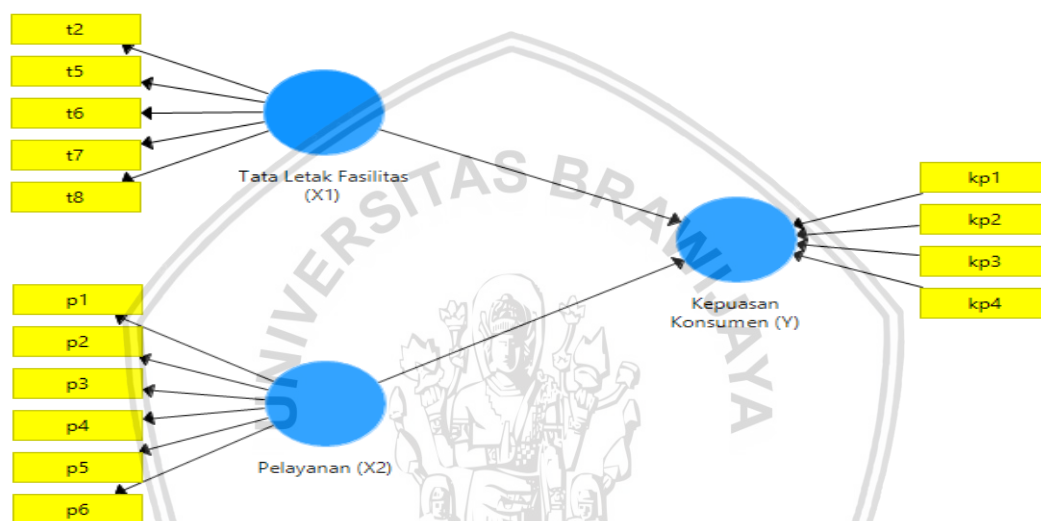 t2
t5
t6
t7
t8
Tata Letak Fasilitas
(X1)
p1
p2
p3
p4
p5
p6
Pelayanan (X2)
Kepuasan
Konsumen (Y)
kp1
kp2
kp3
kp4
UNIVERSITAS BRAWIJAYA